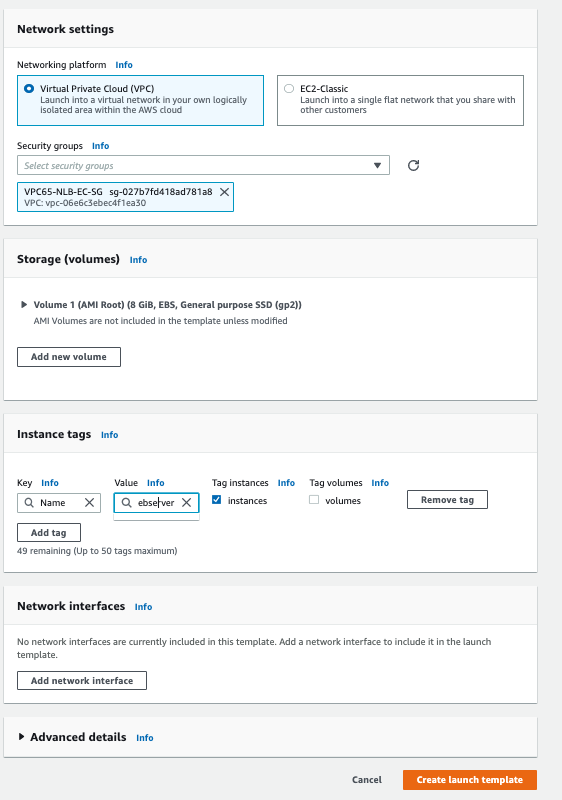 Network settings
Networking platform Info
Virtual Private Cloud (VPC)
Launch into a virtual network in your own logically
isolated area within the AWS cloud
EC2-Classic
Launch into a single flat network that you share with
other customers
Security groups Info
Select security groups
VPC65-NLB-EC-SG sg-027b7fd418ad781a8
VPC: vpc-06e6c3ebec4f1ea30
Storage (volumes) Info
Volume 1 (AMI Root) (8 GiB, EBS, General purpose SSD (gp2))
AMI Volumes are not included in the template unless modified
Add new volume
Instance tags Info
Key Info Value Info Tag instances Info Tag volumes Info
Name ebserver instances volumes Remove tag
Add tag
49 remaining (Up to 50 tags maximum)
Network interfaces Info
No network interfaces are currently included in this template. Add a network interface to include it in the launch
template.
Add network interface
Advanced details Info
Cancel Create launch template